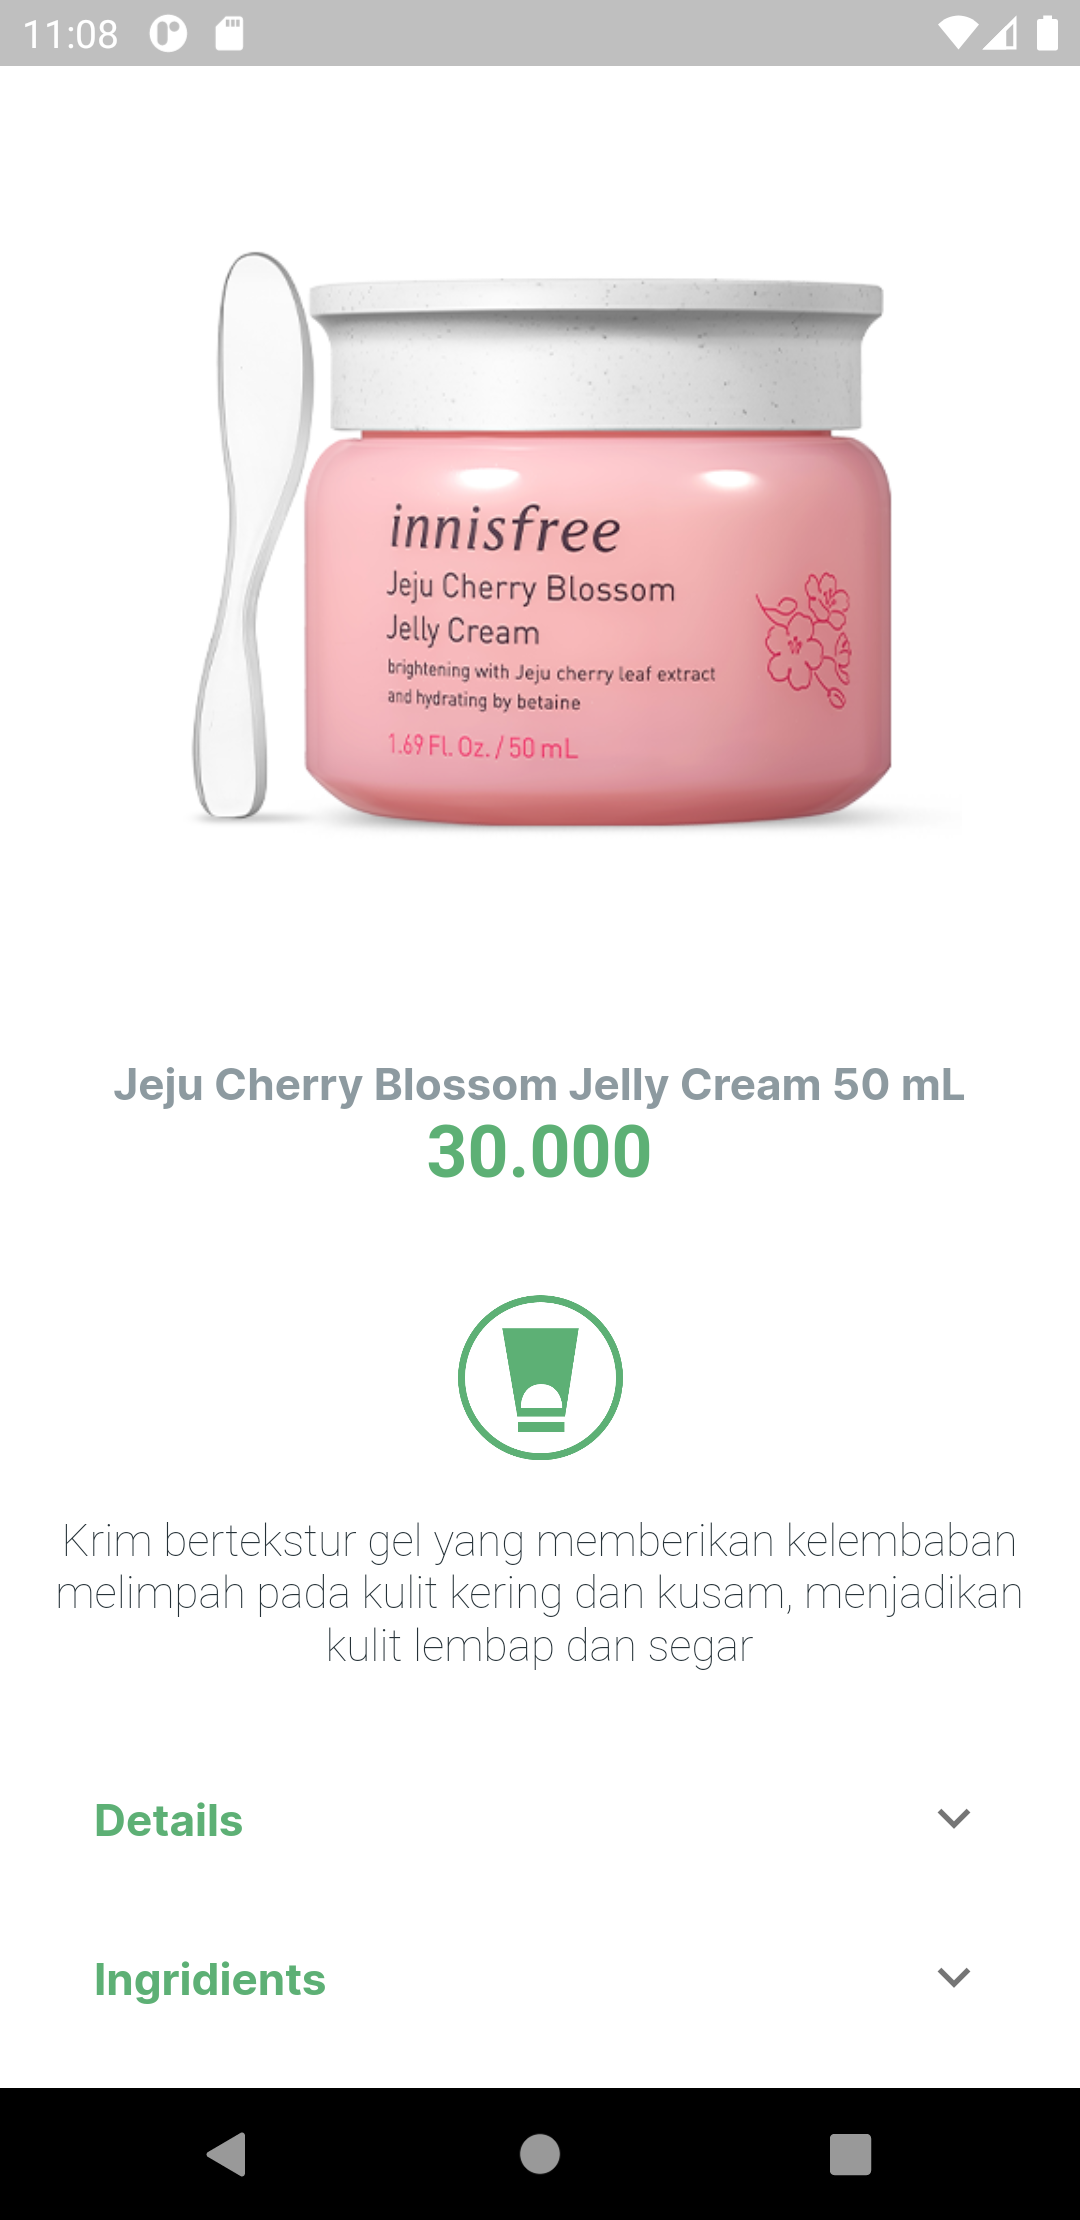 11:08
innisfree
Jeju Cherry Blossom
Jelly Cream
brightening with Jeju cherry leaf extract
and hydrating by betaine
1.69 Fl. Oz. / 50 mL
Jeju Cherry Blossom Jelly Cream 50 mL
30.000
Krim bertekstur gel yang memberikan kelembaban
melimpah pada kulit kering dan kusam, menjadikan
kulit lembap dan segar
Details
Ingridients